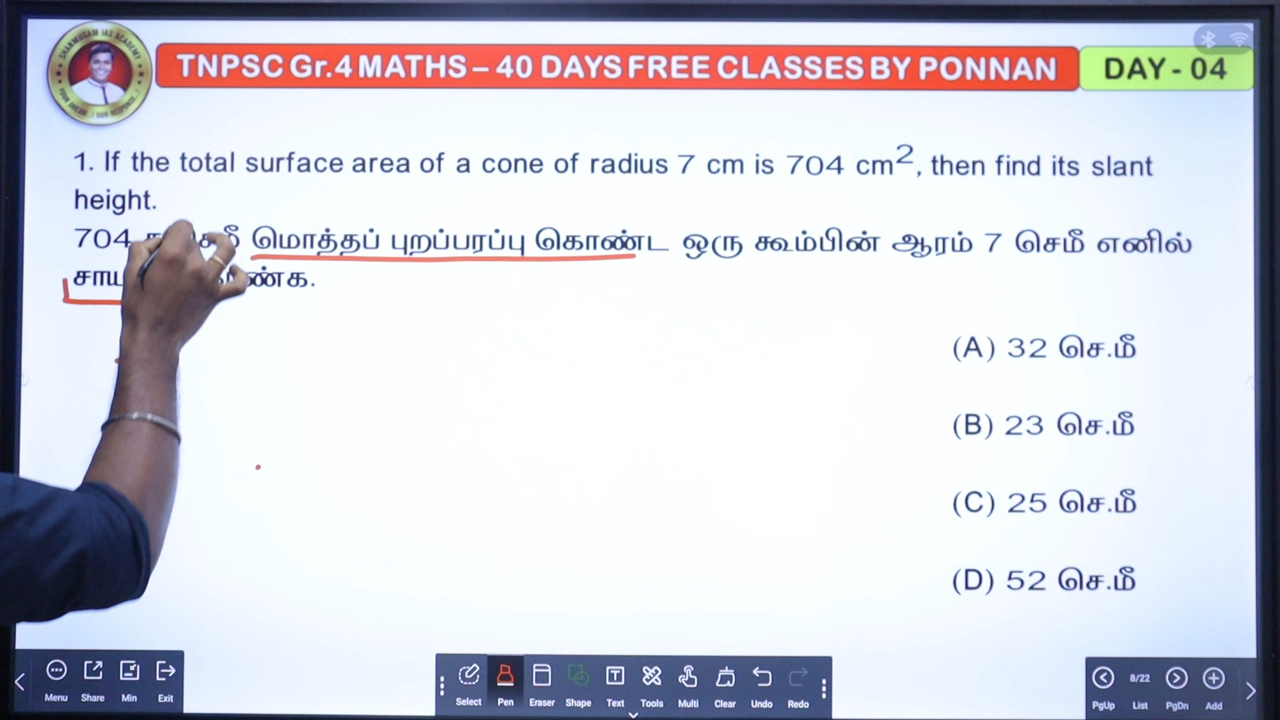 SHANMUGAM IAS ACADEMY
TNPSC Gr.4 MATHS – 40 DAYS FREE CLASSES BY PONNAN
DAY - 04
1. If the total surface area of a cone of radius 7 cm is 704 cm², then find its slant
height.
704 மொத்தப் புறப்பரப்பு கொண்ட ஒரு கூம்பின் ஆரம் 7 செமீ எனில்
(A) 32 செ.மீ
(B) 23 செ.மீ
(C) 25 செ.மீ
(D) 52 செ.மீ
Menu Share Min Exit
Select Pen Eraser Shape Text Tools Multi Clear Undo Redo
8/22
PgUp List PgDn Add